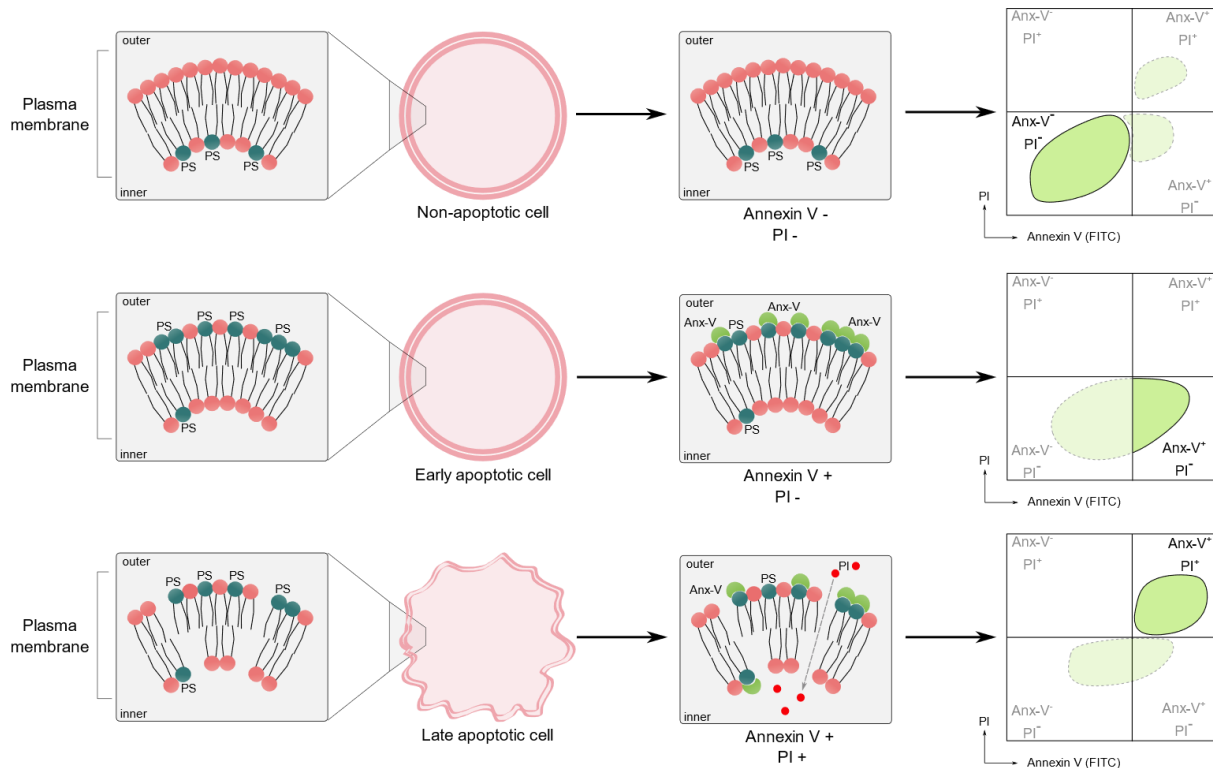 outer
PS
PS
PS
inner
Plasma
membrane
Non-apoptotic cell
outer
PS
PS
PS
inner
Annexin V -
PI -
Anx-V⁻
PI⁺
Anx-V⁺
PI⁺
Anx-V⁻
PI⁻
Anx-V⁺
PI⁻
PI
Annexin V (FITC)
outer
PS
PS
PS
PS
PS
inner
Plasma
membrane
Early apoptotic cell
outer
Anx-V
PS
Anx-V
Anx-V
PS
inner
Annexin V +
PI -
Anx-V⁻
PI⁺
Anx-V⁺
PI⁺
Anx-V⁻
PI⁻
Anx-V⁺
PI⁻
PI
Annexin V (FITC)
outer
PS
PS
PS
PS
PS
inner
Plasma
membrane
Late apoptotic cell
outer
PI
Anx-V
PS
inner
Annexin V +
PI +
Anx-V⁻
PI⁺
Anx-V⁺
PI⁺
Anx-V⁻
PI⁻
Anx-V⁺
PI⁻
PI
Annexin V (FITC)